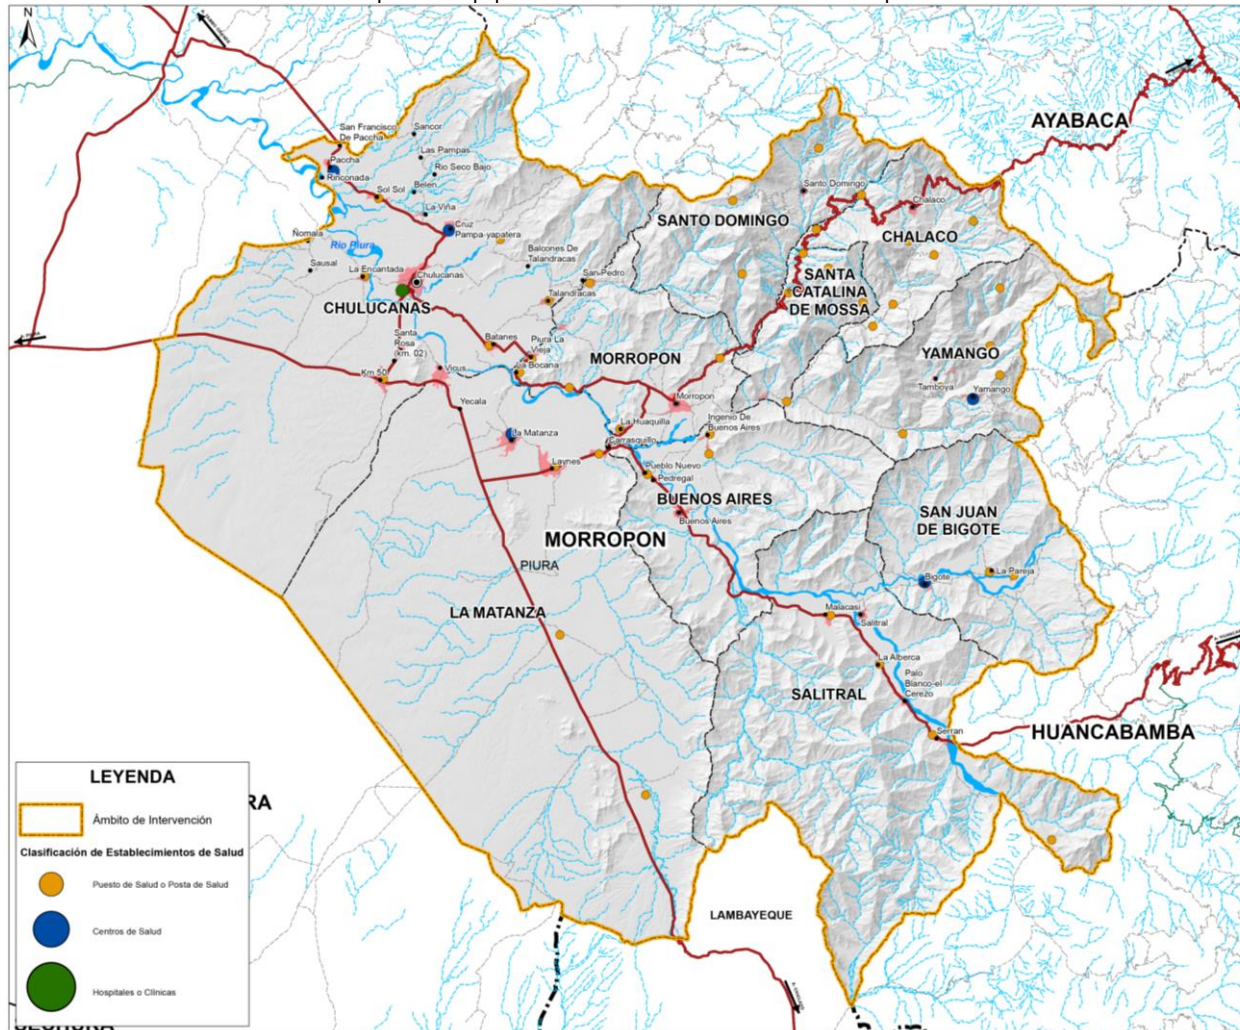 N
San Francisco
De Paccha
Sancor
Paccha
Las Pampas
Rinconada
Rio Seco Bajo
Sol Sol
Belen
La Viña
Cruz
Pampa-yapatera
Ñomala
Rio Piura
Sausal
La Encantada
Chulucanas
Balcones De
Talandracas
San Pedro
Talandracas
CHULUCANAS
Santa
Rosa
(km. 02)
Batanes
Piura La
Vieja
La Bocana
Km 50
Vicus
Yecala
MORROPON
Morropon
SANTO DOMINGO
Santo Domingo
Chalaco
CHALACO
SANTA
CATALINA
DE MOSSA
AYABACA
YAMANGO
Tamboya
Yamango
La Huaquilla
Ingenio De
Buenos Aires
Carrasquillo
La Matanza
Laynes
Pueblo Nuevo
Pedregal
BUENOS AIRES
Buenos Aires
SAN JUAN
DE BIGOTE
MORROPON
PIURA
LA MATANZA
Bigote
La Pareja
Malacasi
Salitral
La Alberca
Palo
Blanco-el
Cerezo
SALITRAL
Serran
HUANCABAMBA
LAMBAYEQUE
LEYENDA
Ámbito de Intervención
Clasificación de Establecimientos de Salud
Puesto de Salud o Posta de Salud
Centros de Salud
Hospitales o Clínicas
RA